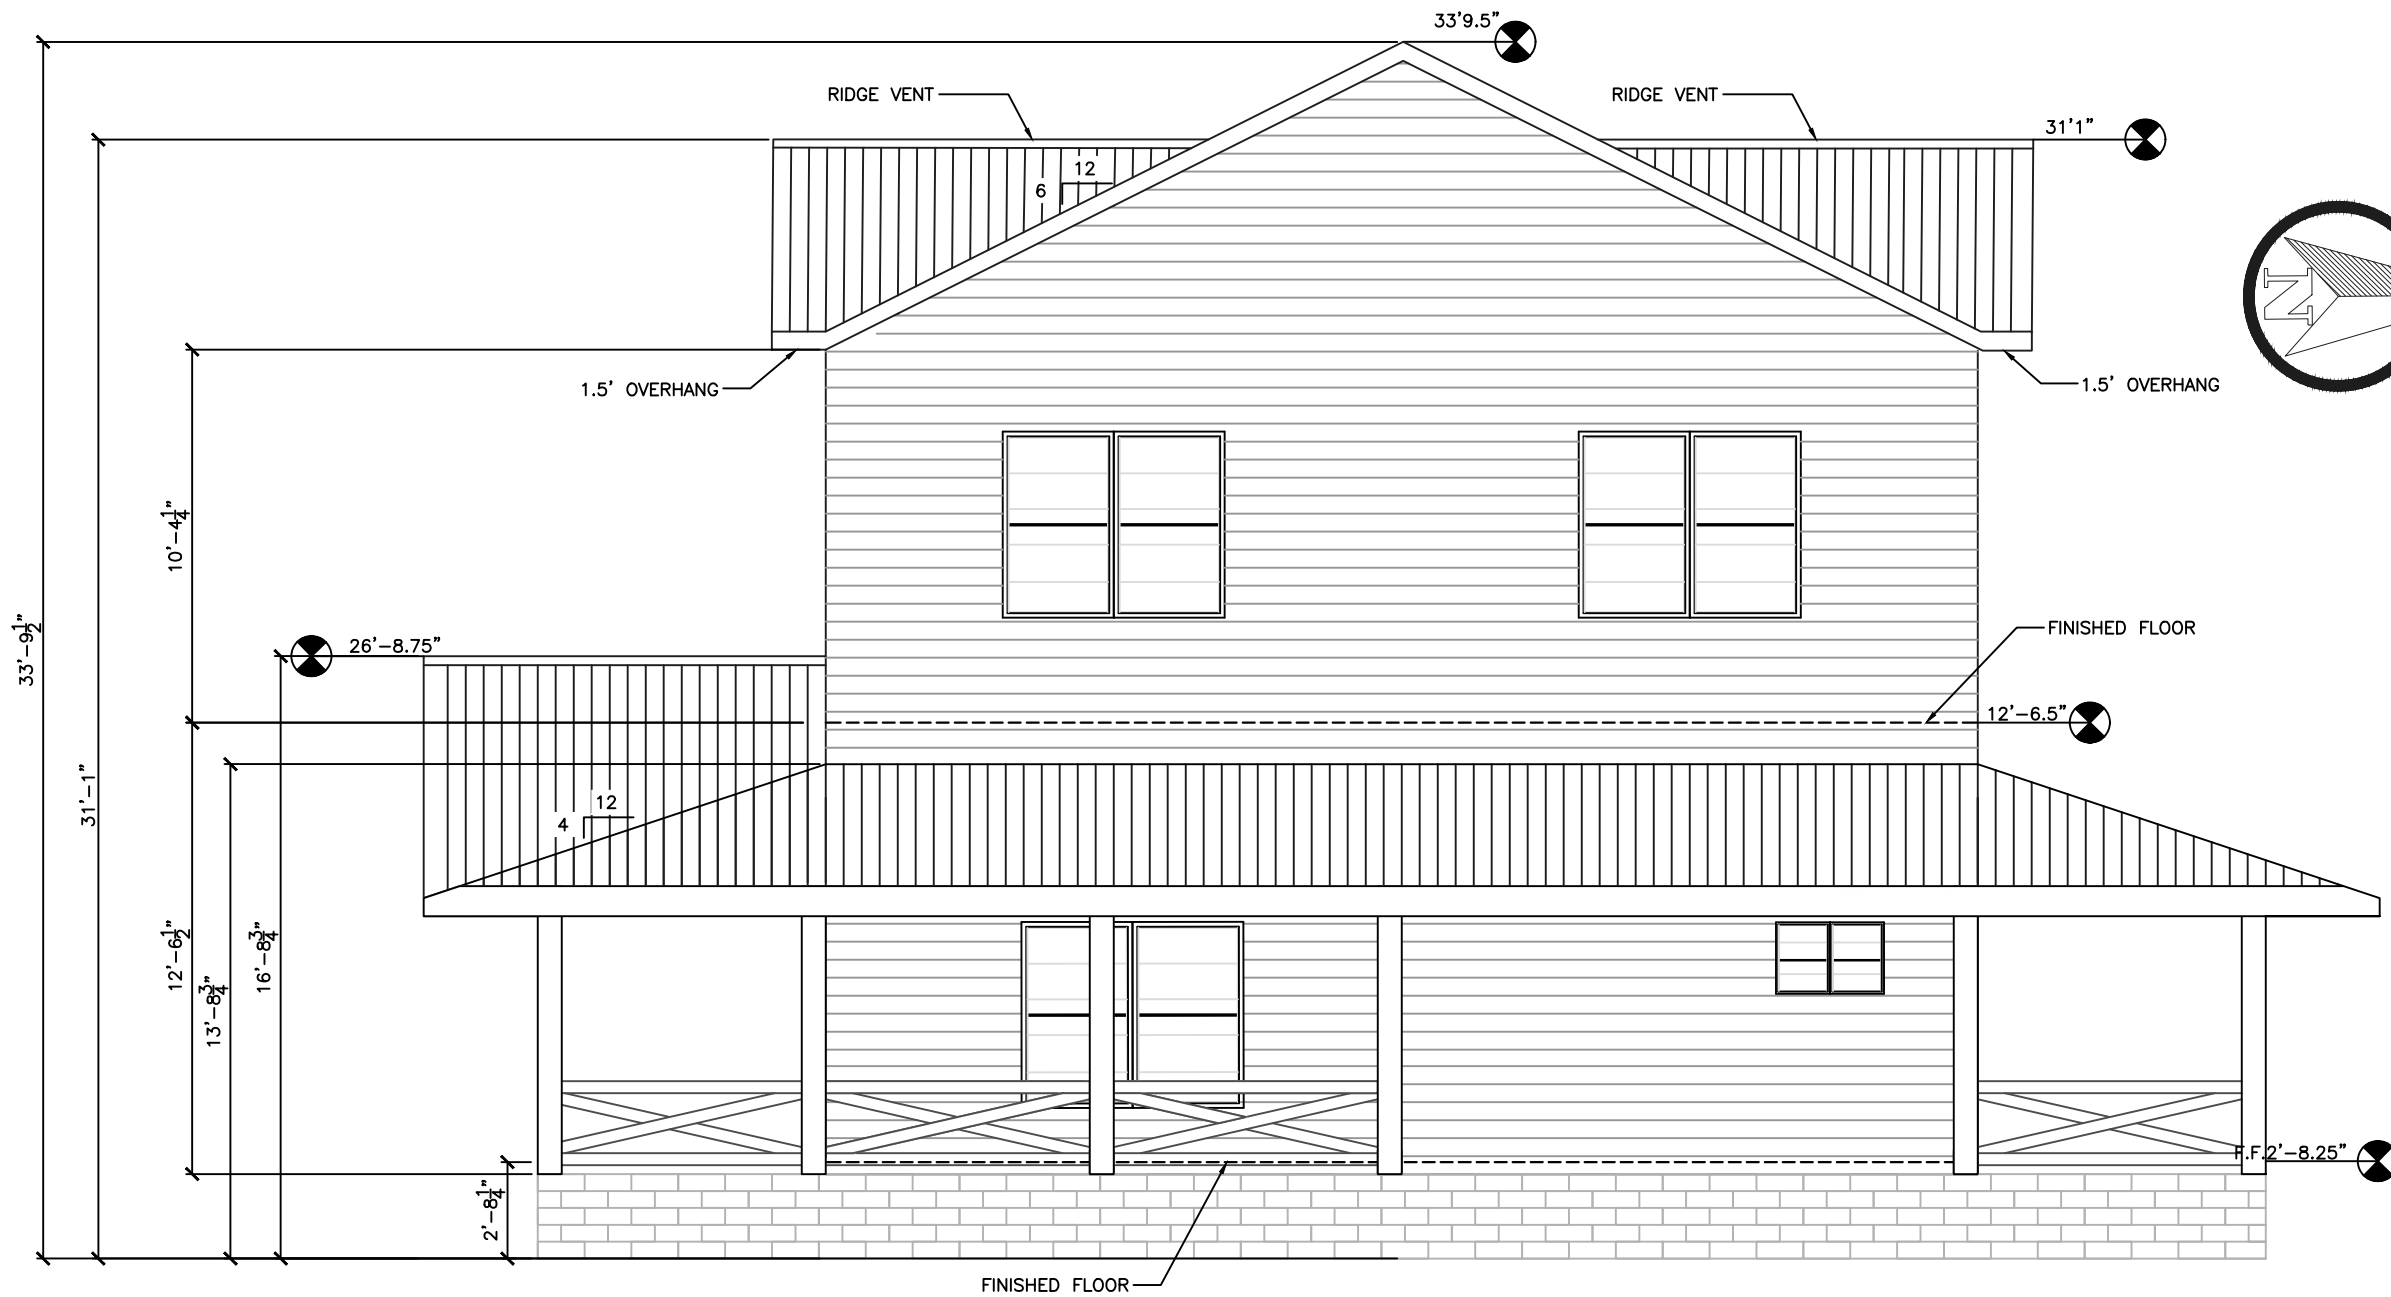 33'9.5"
RIDGE VENT
RIDGE VENT
31'1"
12
6
N
1.5' OVERHANG
1.5' OVERHANG
10'-4 1/4"
33'-9 1/2"
26'-8.75"
FINISHED FLOOR
12'-6.5"
31'-1"
12
4
12'-6 1/2"
13'-8 3/4"
16'-8 3/4"
F.F.2'-8.25"
2'-8 1/4"
FINISHED FLOOR